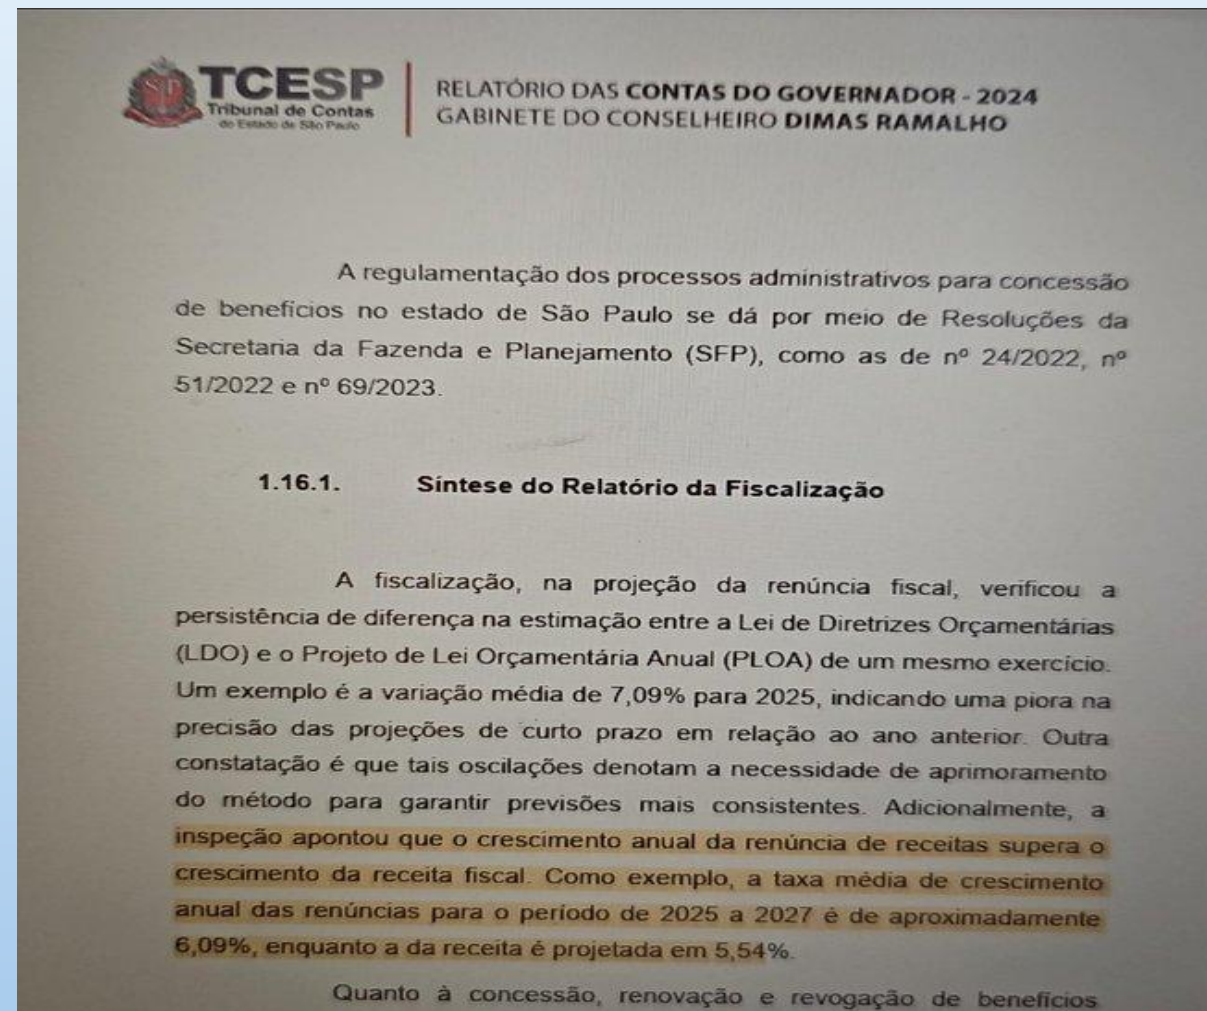 TCESP
Tribunal de Contas
do Estado de São Paulo
RELATÓRIO DAS CONTAS DO GOVERNADOR - 2024
GABINETE DO CONSELHEIRO DIMAS RAMALHO
A regulamentação dos processos administrativos para concessão
de benefícios no estado de São Paulo se dá por meio de Resoluções da
Secretaria da Fazenda e Planejamento (SFP), como as de nº 24/2022, nº
51/2022 e nº 69/2023.
1.16.1. Síntese do Relatório da Fiscalização
A fiscalização, na projeção da renúncia fiscal, verificou a
persistência de diferença na estimação entre a Lei de Diretrizes Orçamentárias
(LDO) e o Projeto de Lei Orçamentária Anual (PLOA) de um mesmo exercício.
Um exemplo é a variação média de 7,09% para 2025, indicando uma piora na
precisão das projeções de curto prazo em relação ao ano anterior. Outra
constatação é que tais oscilações denotam a necessidade de aprimoramento
do método para garantir previsões mais consistentes. Adicionalmente, a
inspeção apontou que o crescimento anual da renúncia de receitas supera o
crescimento da receita fiscal. Como exemplo, a taxa média de crescimento
anual das renúncias para o período de 2025 a 2027 é de aproximadamente
6,09%, enquanto a da receita é projetada em 5,54%.
Quanto à concessão, renovação e revogação de benefícios